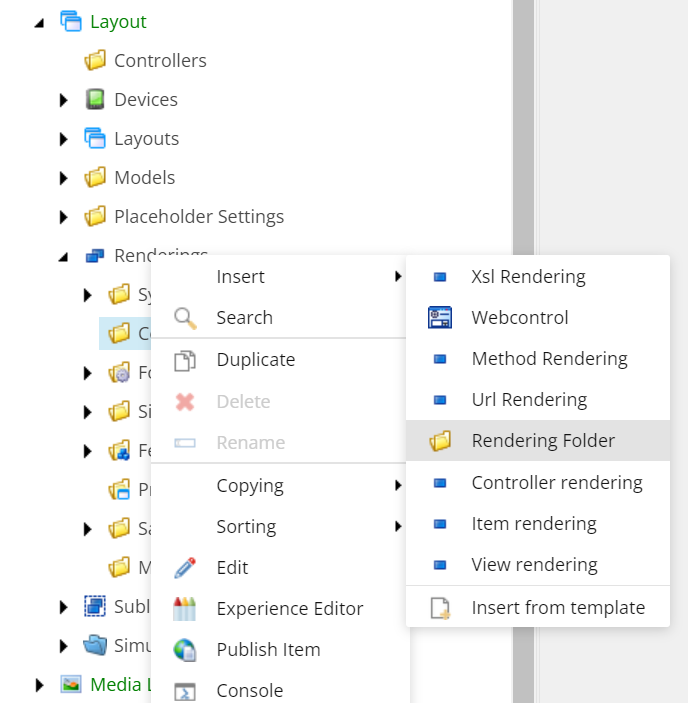 Layout
Controllers
Devices
Layouts
Models
Placeholder Settings
Renderings
Insert
Search
Duplicate
Delete
Rename
Copying
Sorting
Edit
Experience Editor
Publish Item
Console
Xsl Rendering
Webcontrol
Method Rendering
Url Rendering
Rendering Folder
Controller rendering
Item rendering
View rendering
Insert from template
Sy
C
Fo
Si
Fe
Pr
Sa
M
Subl
Simu
Media L